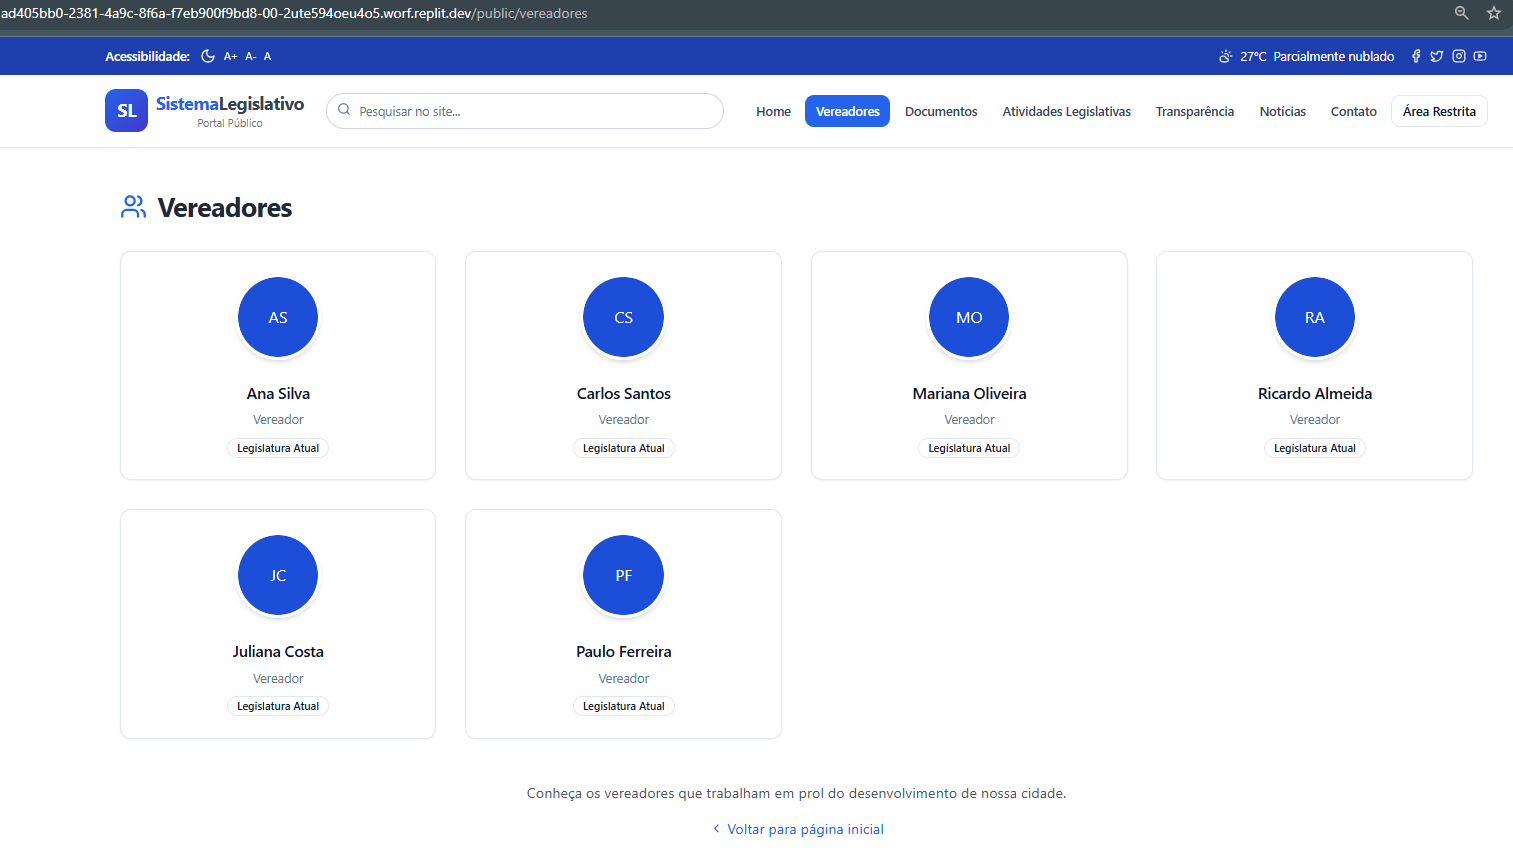 ad405bb0-2381-4a9c-8f6a-f7eb900f9bd8-00-2ute594oeu4o5.worf.replit.dev/public/vereadores
Acessibilidade: A+ A- A 27°C Parcialmente nublado
SL SistemaLegislativo
Portal Público
Pesquisar no site...
Home Vereadores Documentos Atividades Legislativas Transparência Notícias Contato Área Restrita
Vereadores
AS
Ana Silva
Vereador
Legislatura Atual
CS
Carlos Santos
Vereador
Legislatura Atual
MO
Mariana Oliveira
Vereador
Legislatura Atual
RA
Ricardo Almeida
Vereador
Legislatura Atual
JC
Juliana Costa
Vereador
Legislatura Atual
PF
Paulo Ferreira
Vereador
Legislatura Atual
Conheça os vereadores que trabalham em prol do desenvolvimento de nossa cidade.
Voltar para página inicial